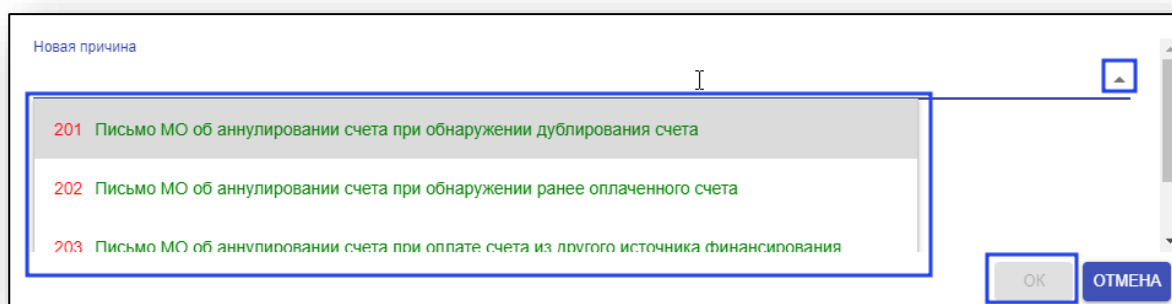 Новая причина
201 Письмо МО об аннулировании счета при обнаружении дублирования счета
202 Письмо МО об аннулировании счета при обнаружении ранее оплаченного счета
203 Письмо МО об аннулировании счета при оплате счета из другого источника финансирования
ОК ОТМЕНА